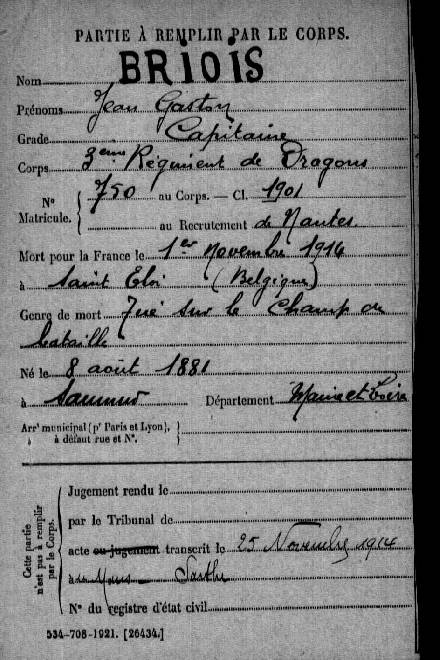 PARTIE À REMPLIR PAR LE CORPS.
Nom BRIOIS
Prénoms Jean Gaston
Grade Capitaine
Corps 3ème Régiment de Dragons
N° Matricule. { 750 au Corps. — Cl. 1901
au Recrutement de Nantes
Mort pour la France le 1er Novembre 1914
à Saint Eloi (Belgique)
Genre de mort Tué sur le champ de
bataille
Né le 8 août 1881
à Saumur Département Maine et Loire
Arrt municipal (pr Paris et Lyon),
à défaut rue et N°.
Cette partie n'est pas à remplir par le Corps.
Jugement rendu le
par le Tribunal de
acte ou jugement transcrit le 25 Novembre 1914
à Mans Sarthe
N° du registre d'état civil
534-708-1921. [26434.]